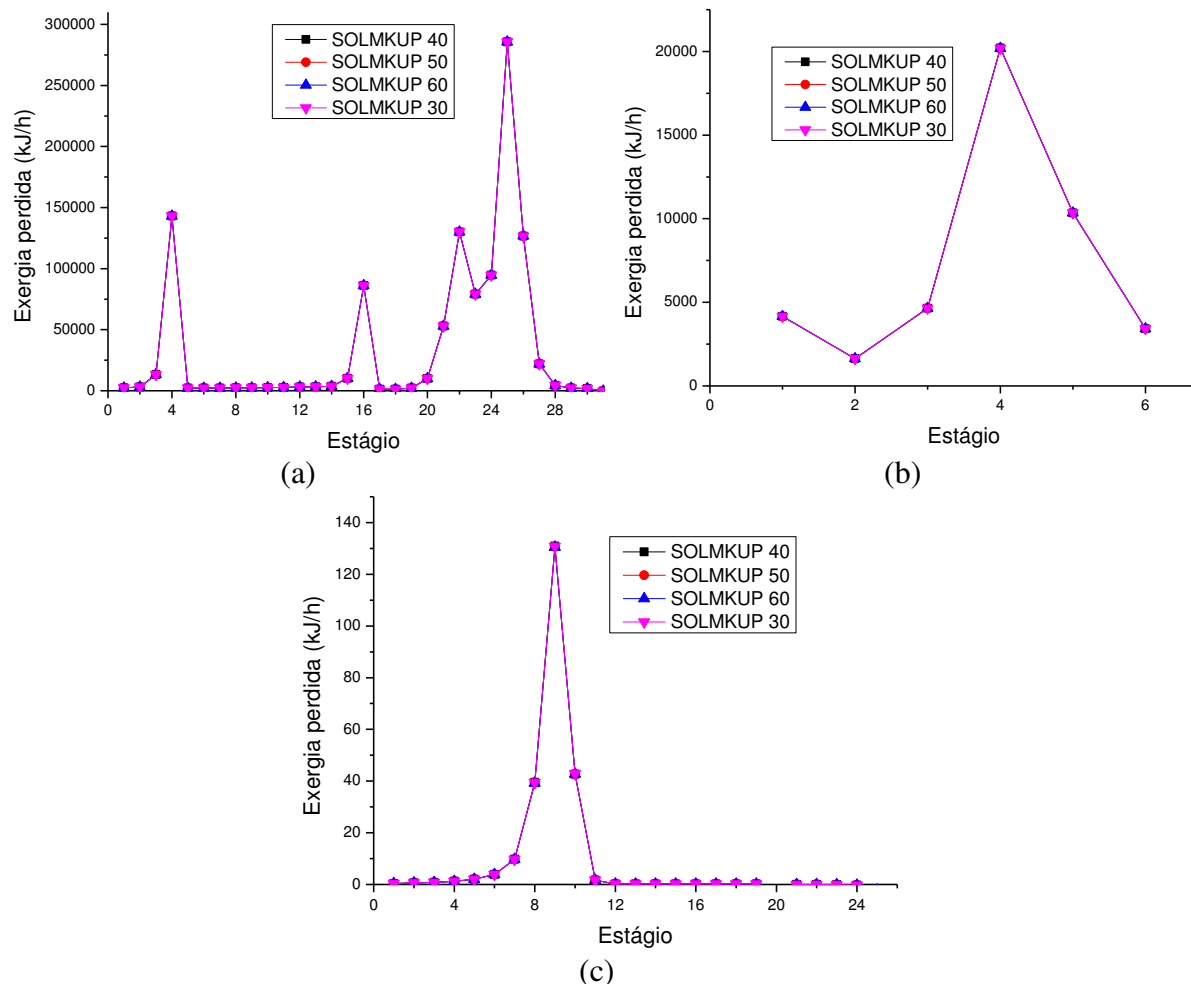 300000
250000
200000
150000
100000
50000
0
Exergia perdida (kJ/h)
SOLMKUP 40
SOLMKUP 50
SOLMKUP 60
SOLMKUP 30
0 4 8 12 16 20 24 28
Estágio
(a)
20000
15000
10000
5000
0
Exergia perdida (kJ/h)
SOLMKUP 40
SOLMKUP 50
SOLMKUP 60
SOLMKUP 30
0 2 4 6
Estágio
(b)
140
120
100
80
60
40
20
0
Exergia perdida (kJ/h)
SOLMKUP 40
SOLMKUP 50
SOLMKUP 60
SOLMKUP 30
0 4 8 12 16 20 24
Estágio
(c)